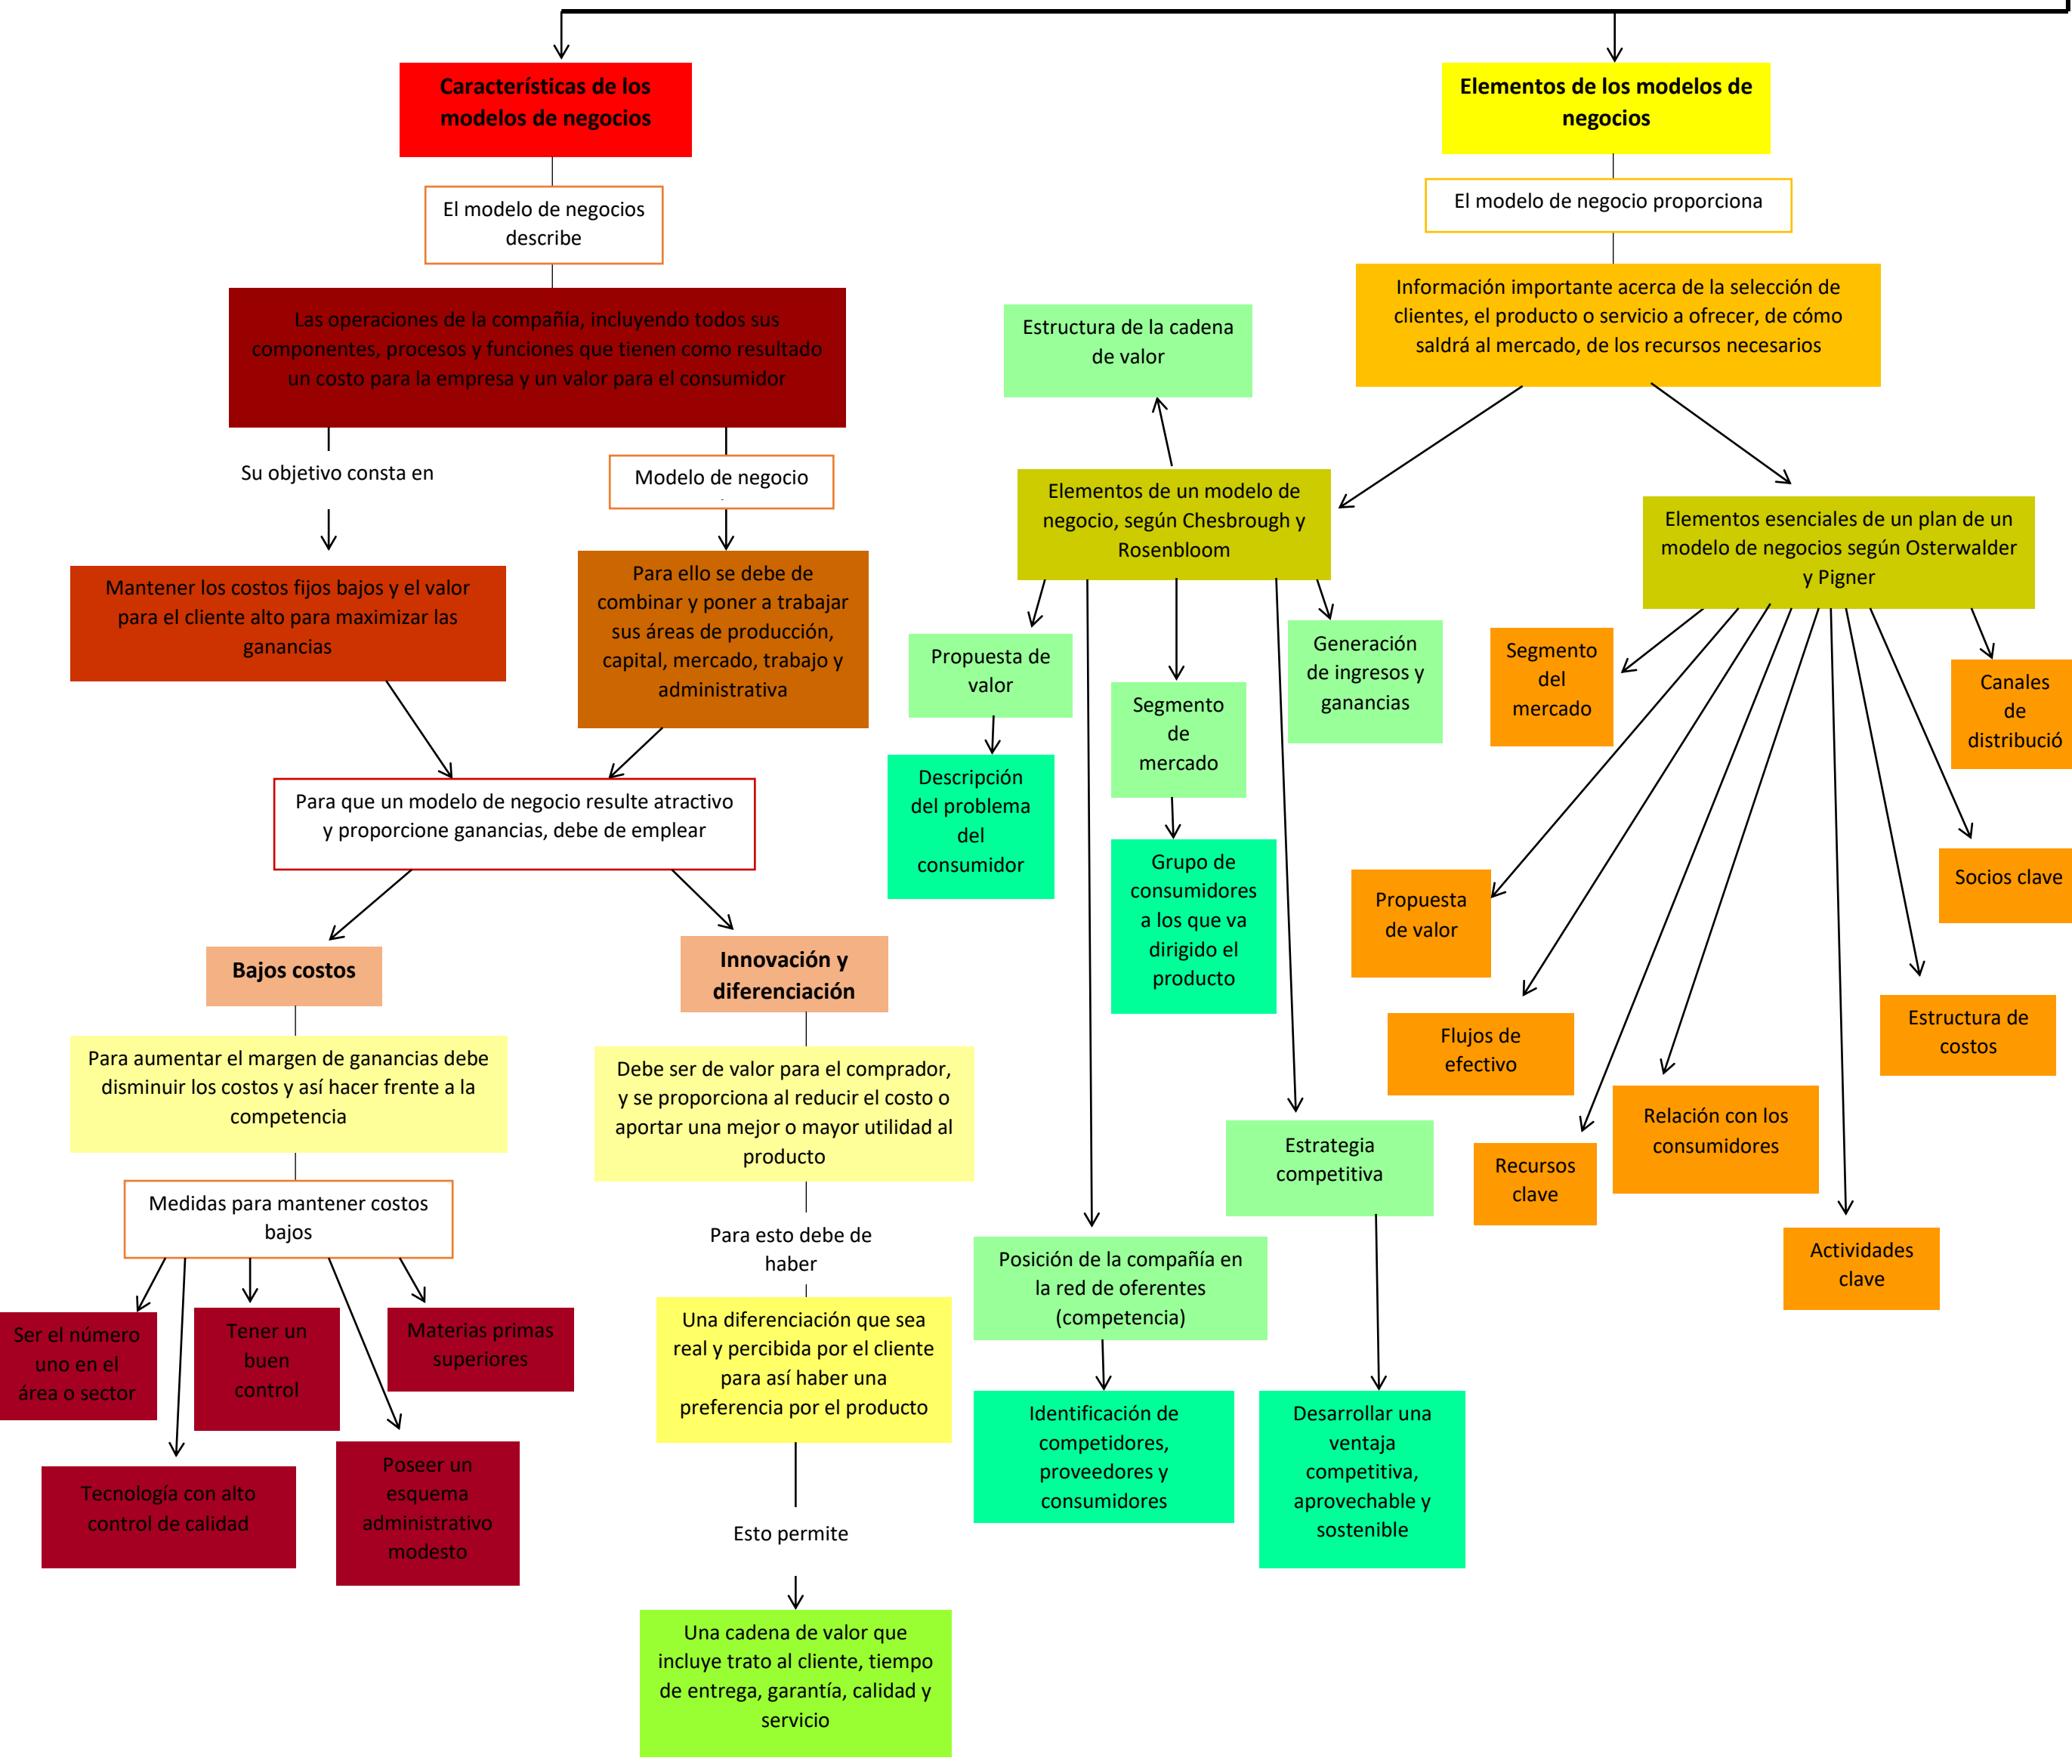 Características de los
modelos de negocios
El modelo de negocios
describe
Las operaciones de la compañía, incluyendo todos sus
componentes, procesos y funciones que tienen como resultado
un costo para la empresa y un valor para el consumidor
Su objetivo consta en
Modelo de negocio
Mantener los costos fijos bajos y el valor
para el cliente alto para maximizar las
ganancias
Para ello se debe de
combinar y poner a trabajar
sus áreas de producción,
capital, mercado, trabajo y
administrativa
Para que un modelo de negocio resulte atractivo
y proporcione ganancias, debe de emplear
Bajos costos
Para aumentar el margen de ganancias debe
disminuir los costos y así hacer frente a la
competencia
Medidas para mantener costos
bajos
Ser el número
uno en el
área o sector
Tener un
buen
control
Materias primas
superiores
Tecnología con alto
control de calidad
Poseer un
esquema
administrativo
modesto
Innovación y
diferenciación
Debe ser de valor para el comprador,
y se proporciona al reducir el costo o
aportar una mejor o mayor utilidad al
producto
Para esto debe de
haber
Una diferenciación que sea
real y percibida por el cliente
para así haber una
preferencia por el producto
Esto permite
Una cadena de valor que
incluye trato al cliente, tiempo
de entrega, garantía, calidad y
servicio
Elementos de los modelos de
negocios
El modelo de negocio proporciona
Información importante acerca de la selección de
clientes, el producto o servicio a ofrecer, de cómo
saldrá al mercado, de los recursos necesarios
Estructura de la cadena
de valor
Elementos de un modelo de
negocio, según Chesbrough y
Rosenbloom
Propuesta de
valor
Descripción
del problema
del
consumidor
Segmento
de
mercado
Grupo de
consumidores
a los que va
dirigido el
producto
Generación
de ingresos y
ganancias
Estrategia
competitiva
Posición de la compañía en
la red de oferentes
(competencia)
Identificación de
competidores,
proveedores y
consumidores
Desarrollar una
ventaja
competitiva,
aprovechable y
sostenible
Elementos esenciales de un plan de un
modelo de negocios según Osterwalder
y Pigner
Segmento
del
mercado
Canales
de
distribució
Propuesta
de valor
Socios clave
Flujos de
efectivo
Estructura de
costos
Recursos
clave
Relación con los
consumidores
Actividades
clave